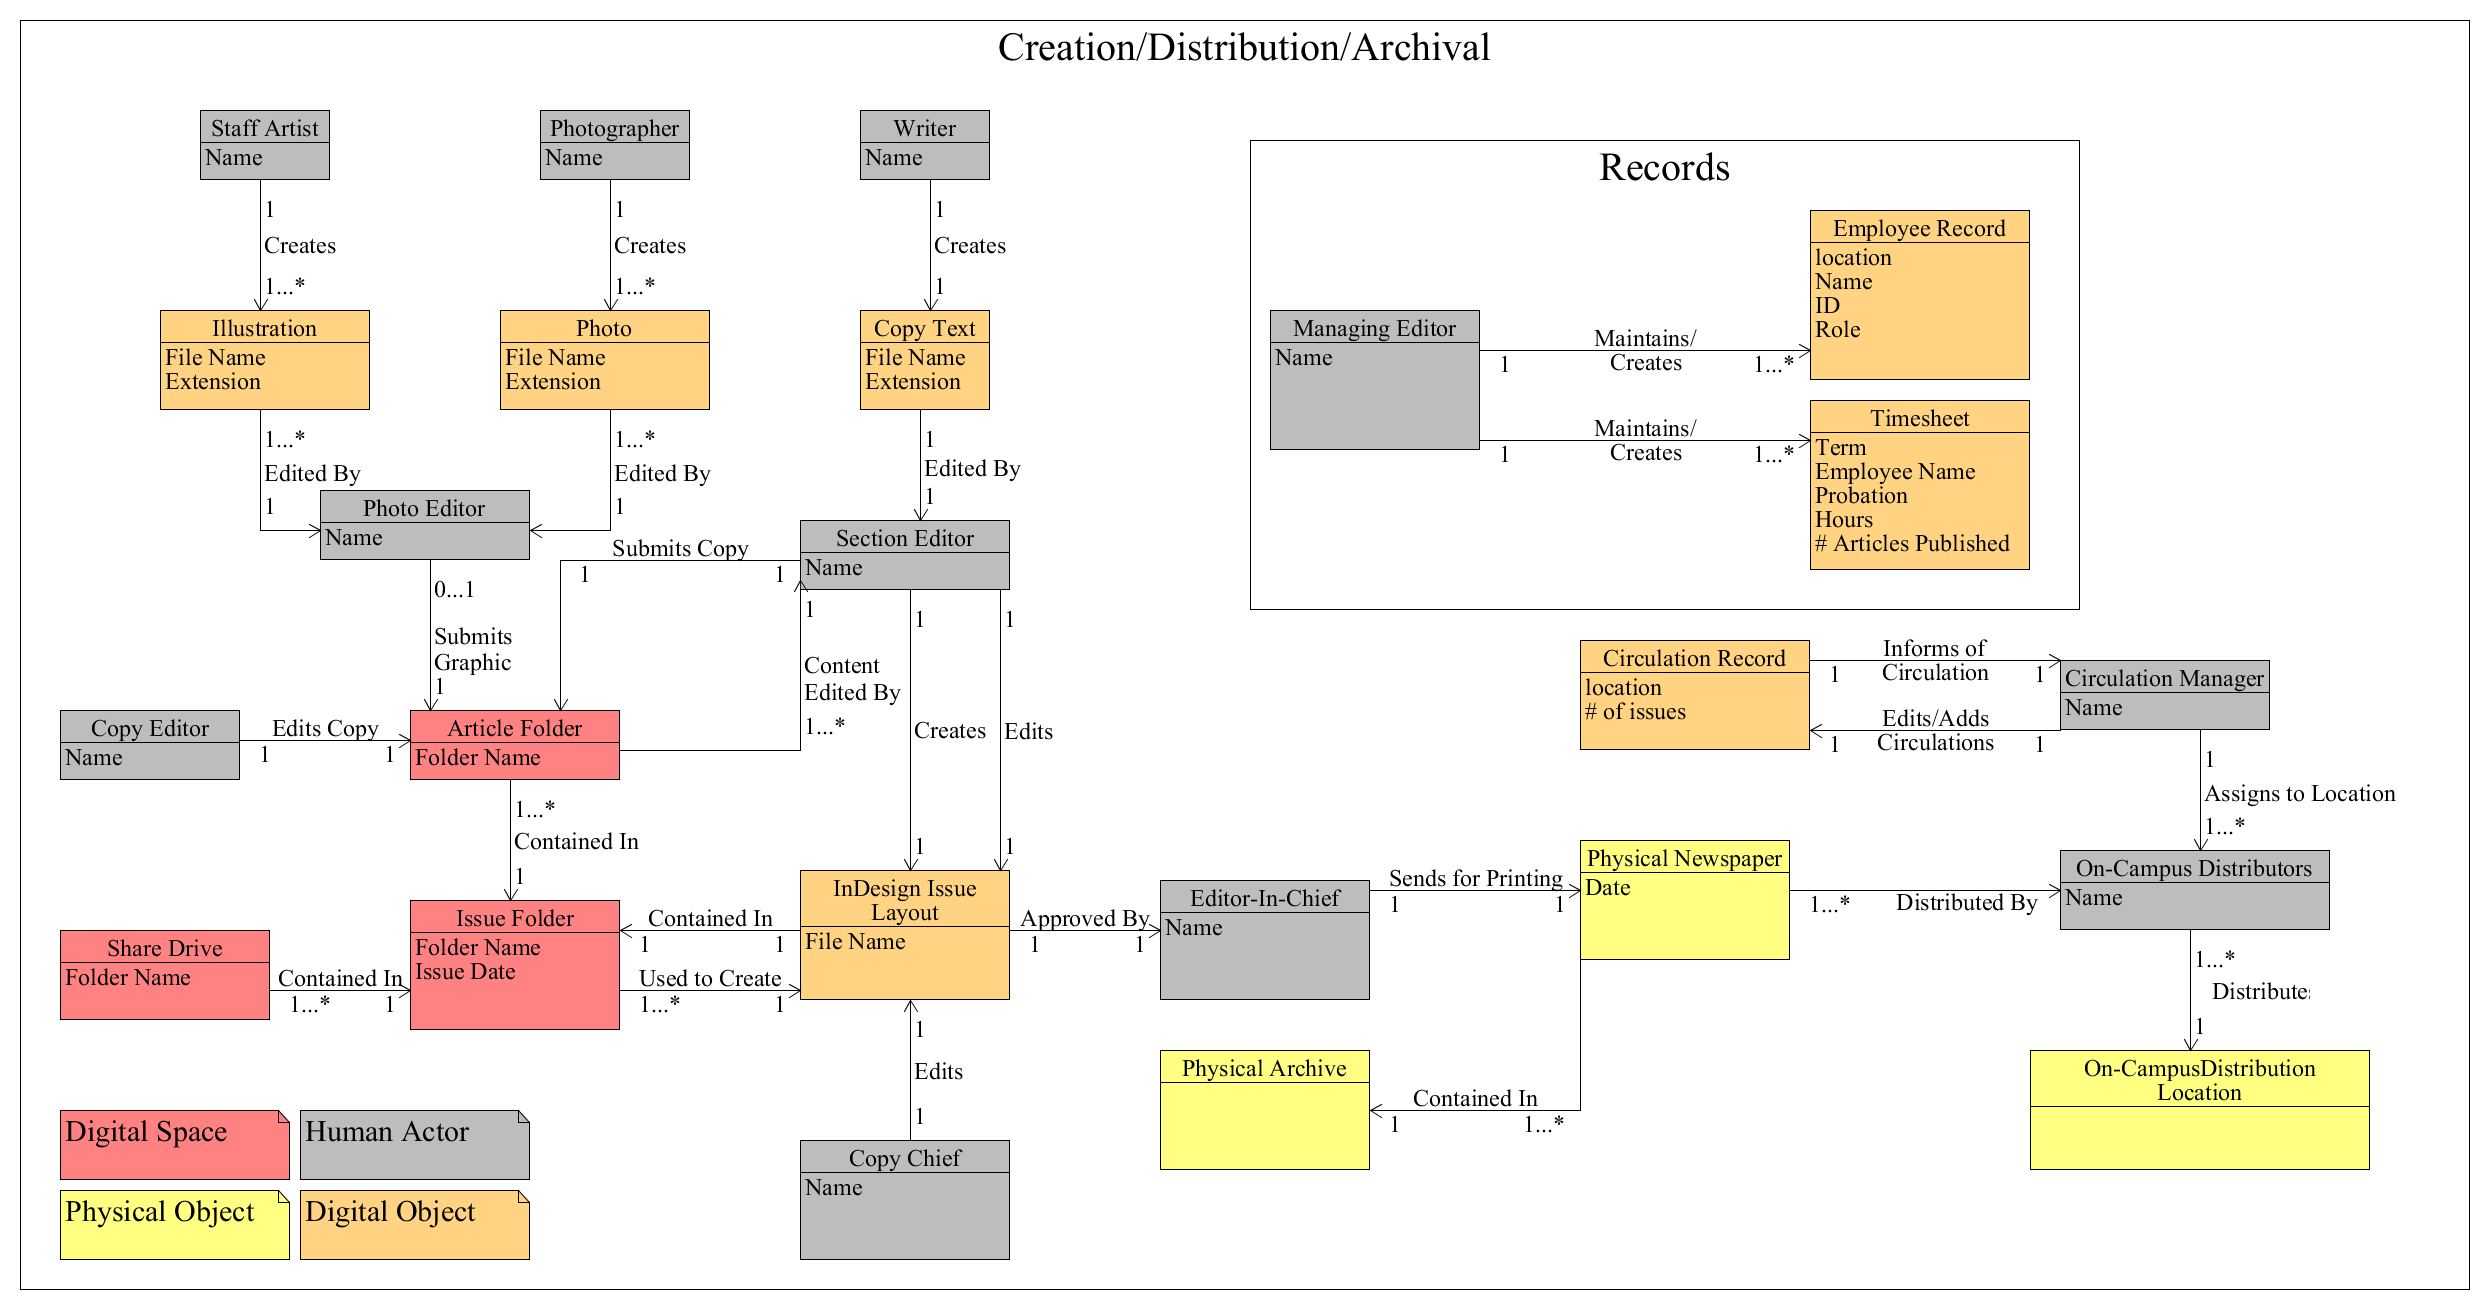 Creation/Distribution/Archival
Staff Artist
Name
Photographer
Name
Writer
Name
1
Creates
1...*
1
Creates
1...*
1
Creates
1
Illustration
File Name
Extension
Photo
File Name
Extension
Copy Text
File Name
Extension
1...*
Edited By
1
1...*
Edited By
1
1
Edited By
1
Photo Editor
Name
Section Editor
Name
Submits Copy
1
1
0...1
Submits
Graphic
1
1
Content
Edited By
1...*
1
Creates
1
1
Edits
1
Copy Editor
Name
Edits Copy
1
1
Article Folder
Folder Name
1...*
Contained In
1
Share Drive
Folder Name
Contained In
1...*
1
Issue Folder
Folder Name
Issue Date
Contained In
1
1
Used to Create
1...*
1
InDesign Issue
Layout
File Name
Approved By
1
1
1
Edits
1
Copy Chief
Name
Editor-In-Chief
Name
Sends for Printing
1
1
Physical Newspaper
Date
1...*
Distributed By
Physical Archive
Contained In
1
1...*
Records
Managing Editor
Name
Maintains/
Creates
1
1...*
Maintains/
Creates
1
1...*
Employee Record
location
Name
ID
Role
Timesheet
Term
Employee Name
Probation
Hours
# Articles Published
Circulation Record
location
# of issues
Informs of
Circulation
1
1
Edits/Adds
Circulations
1
1
Circulation Manager
Name
1
Assigns to Location
1...*
On-Campus Distributors
Name
1...*
Distribute
1
On-CampusDistribution
Location
Digital Space
Human Actor
Physical Object
Digital Object